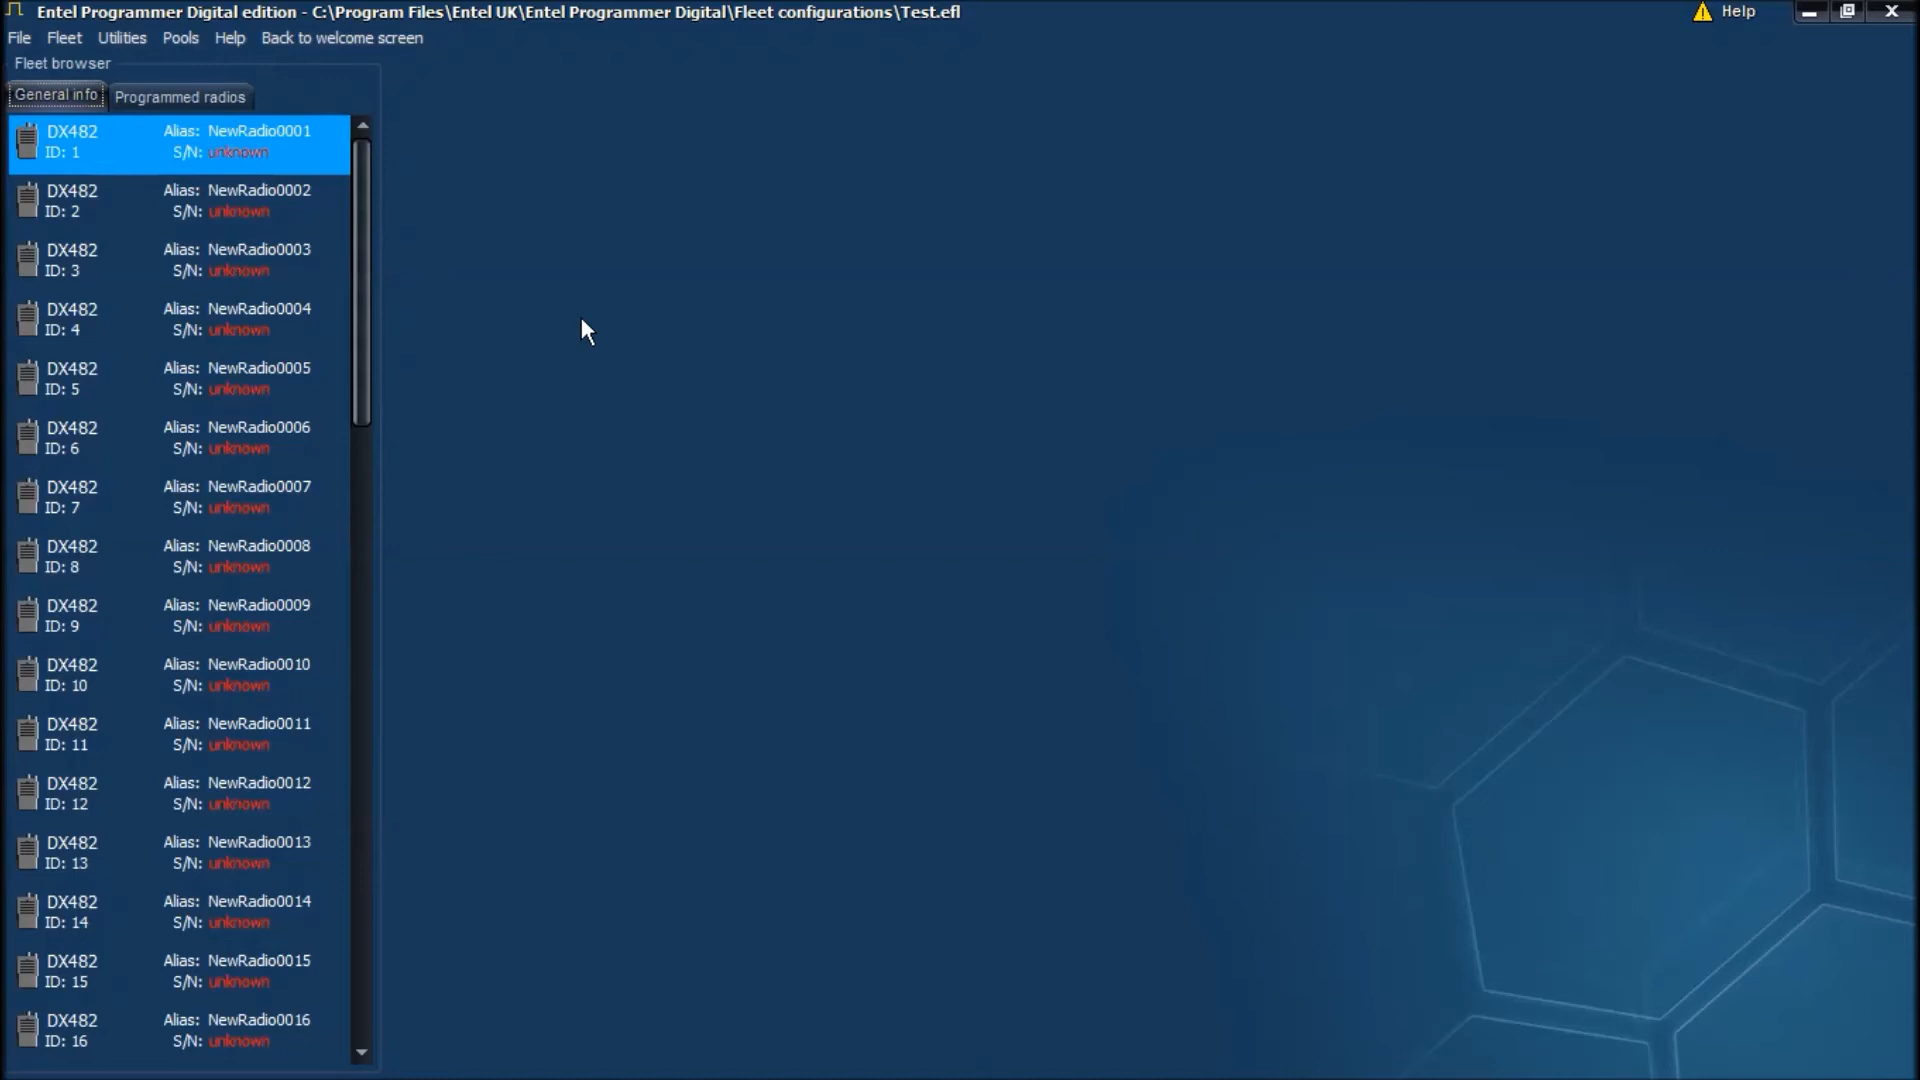 Entel Programmer Digital edition - C:\Program Files\Entel UK\Entel Programmer Digital\Fleet configurations\Test.efl
Help
File Fleet Utilities Pools Help Back to welcome screen
Fleet browser
General info Programmed radios
DX482 Alias: NewRadio0001
ID: 1 S/N: unknown
DX482 Alias: NewRadio0002
ID: 2 S/N: unknown
DX482 Alias: NewRadio0003
ID: 3 S/N: unknown
DX482 Alias: NewRadio0004
ID: 4 S/N: unknown
DX482 Alias: NewRadio0005
ID: 5 S/N: unknown
DX482 Alias: NewRadio0006
ID: 6 S/N: unknown
DX482 Alias: NewRadio0007
ID: 7 S/N: unknown
DX482 Alias: NewRadio0008
ID: 8 S/N: unknown
DX482 Alias: NewRadio0009
ID: 9 S/N: unknown
DX482 Alias: NewRadio0010
ID: 10 S/N: unknown
DX482 Alias: NewRadio0011
ID: 11 S/N: unknown
DX482 Alias: NewRadio0012
ID: 12 S/N: unknown
DX482 Alias: NewRadio0013
ID: 13 S/N: unknown
DX482 Alias: NewRadio0014
ID: 14 S/N: unknown
DX482 Alias: NewRadio0015
ID: 15 S/N: unknown
DX482 Alias: NewRadio0016
ID: 16 S/N: unknown